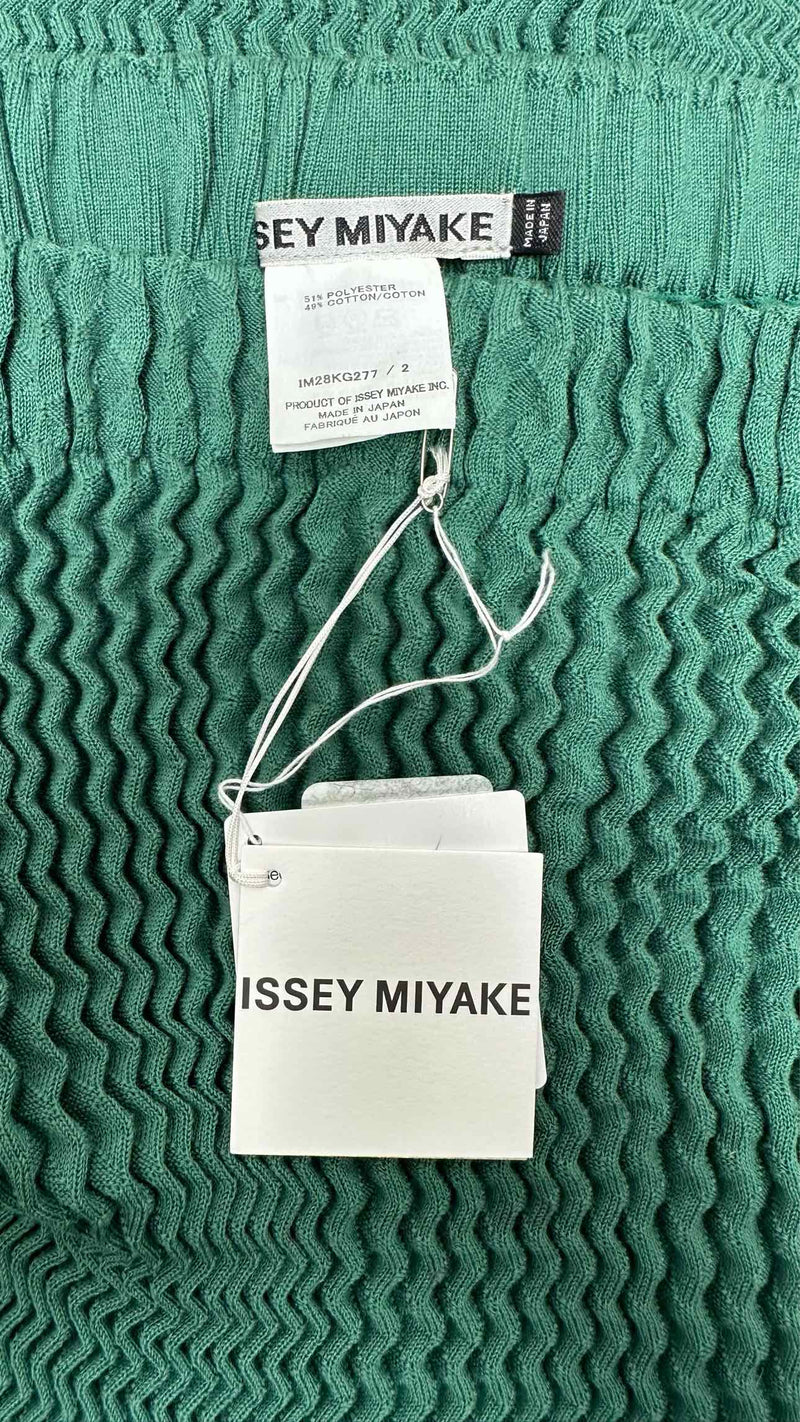 SEY MIYAKE
MADE IN
JAPAN
51% POLYESTER
49% COTTON/COTON
IM28KG277 / 2
PRODUCT OF ISSEY MIYAKE INC.
MADE IN JAPAN
FABRIQUÉ AU JAPON
ISSEY MIYAKE